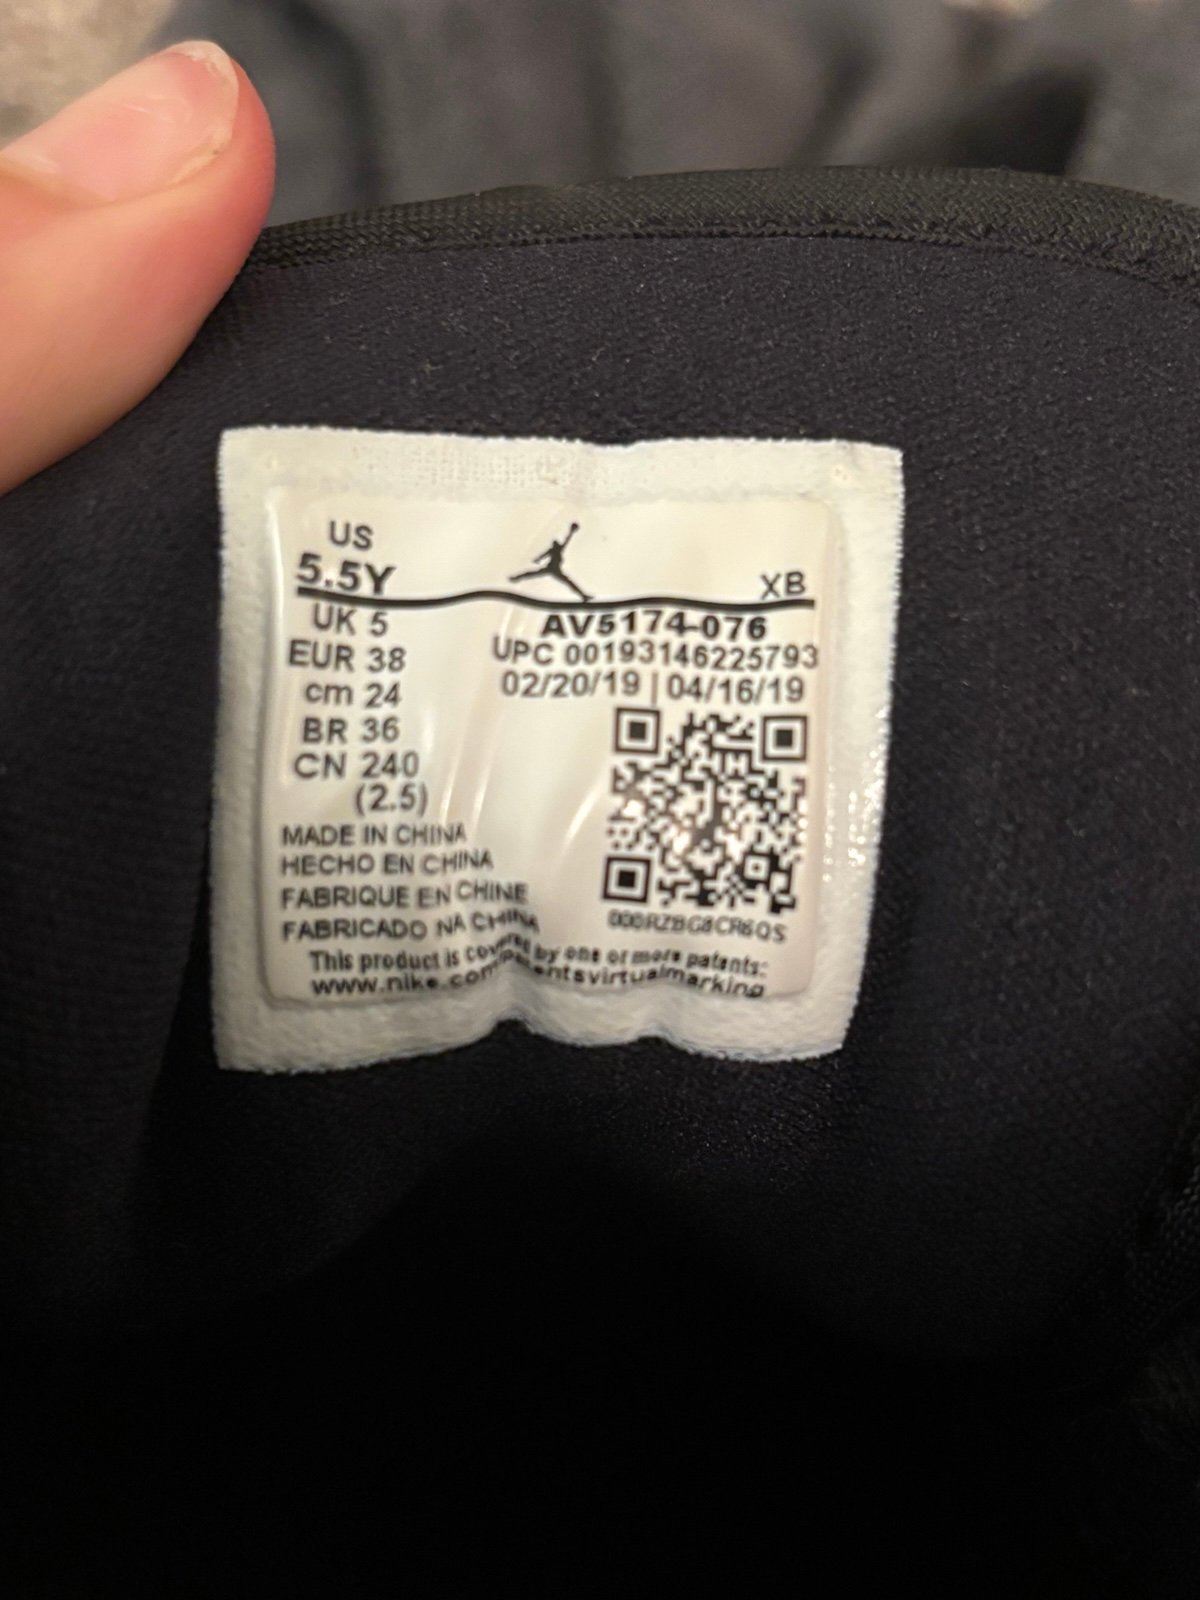 US
5.5Y XB
UK 5 AV5174-076
EUR 38 UPC 00193146225793
cm 24 02/20/19 | 04/16/19
BR 36
CN 240
(2.5)
MADE IN CHINA
HECHO EN CHINA
FABRIQUE EN CHINE
FABRICADO NA CHINA
000RZBG8CR6QS
This product is covered by one or more patents:
www.nike.com/patentsvirtualmarking